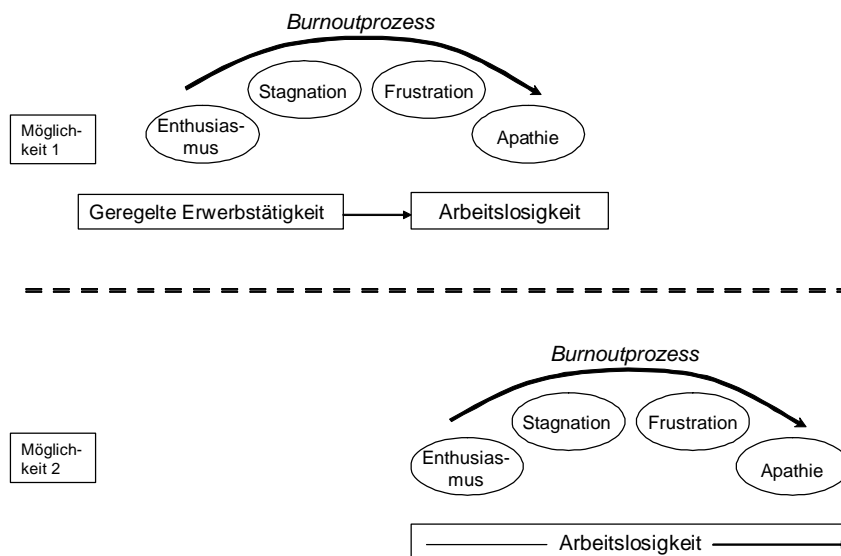 Burnoutprozess
Stagnation
Frustration
Möglich-
keit 1
Enthusias-
mus
Apathie
Geregelte Erwerbstätigkeit
Arbeitslosigkeit
Burnoutprozess
Stagnation
Frustration
Möglich-
keit 2
Enthusias-
mus
Apathie
Arbeitslosigkeit